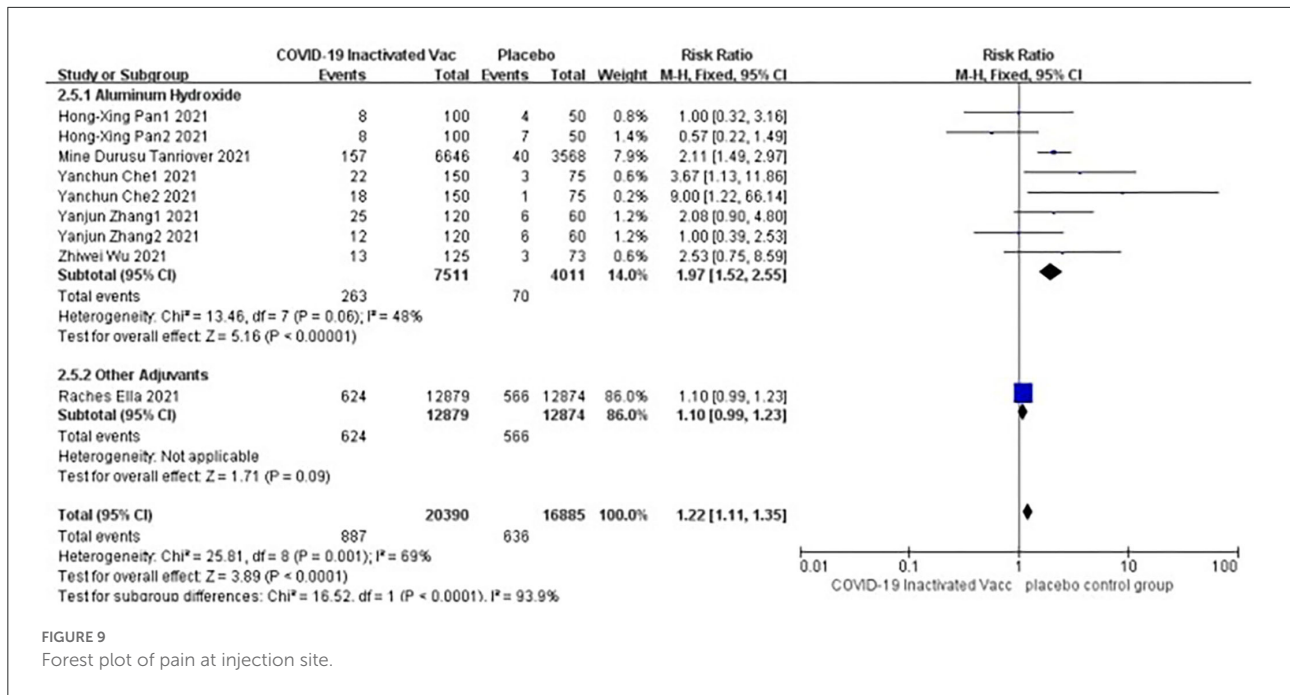 COVID-19 Inactivated Vac Placebo Risk Ratio Risk Ratio
Study or Subgroup Events Total Events Total Weight M-H, Fixed, 95% CI M-H, Fixed, 95% CI
2.5.1 Aluminum Hydroxide
Hong-Xing Pan1 2021 8 100 4 50 0.8% 1.00 [0.32, 3.16]
Hong-Xing Pan2 2021 8 100 7 50 1.4% 0.57 [0.22, 1.49]
Mine Durusu Tanriover 2021 157 6646 40 3568 7.9% 2.11 [1.49, 2.97]
Yanchun Che1 2021 22 150 3 75 0.6% 3.67 [1.13, 11.86]
Yanchun Che2 2021 18 150 1 75 0.2% 9.00 [1.22, 66.14]
Yanjun Zhang1 2021 25 120 6 60 1.2% 2.08 [0.90, 4.80]
Yanjun Zhang2 2021 12 120 6 60 1.2% 1.00 [0.39, 2.53]
Zhiwei Wu 2021 13 125 3 73 0.6% 2.53 [0.75, 8.59]
Subtotal (95% CI) 7511 4011 14.0% 1.97 [1.52, 2.55]
Total events 263 70
Heterogeneity: Chi² = 13.46, df = 7 (P = 0.06); I² = 48%
Test for overall effect: Z = 5.16 (P < 0.00001)
2.5.2 Other Adjuvants
Raches Ella 2021 624 12879 566 12874 86.0% 1.10 [0.99, 1.23]
Subtotal (95% CI) 12879 12874 86.0% 1.10 [0.99, 1.23]
Total events 624 566
Heterogeneity: Not applicable
Test for overall effect: Z = 1.71 (P = 0.09)
Total (95% CI) 20390 16885 100.0% 1.22 [1.11, 1.35]
Total events 887 636
Heterogeneity: Chi² = 25.81, df = 8 (P = 0.001); I² = 69%
Test for overall effect: Z = 3.89 (P < 0.0001)
Test for subgroup differences: Chi² = 16.52, df = 1 (P < 0.0001), I² = 93.9%
0.01 0.1 1 10 100
COVID-19 Inactivated Vacc placebo control group
FIGURE 9
Forest plot of pain at injection site.